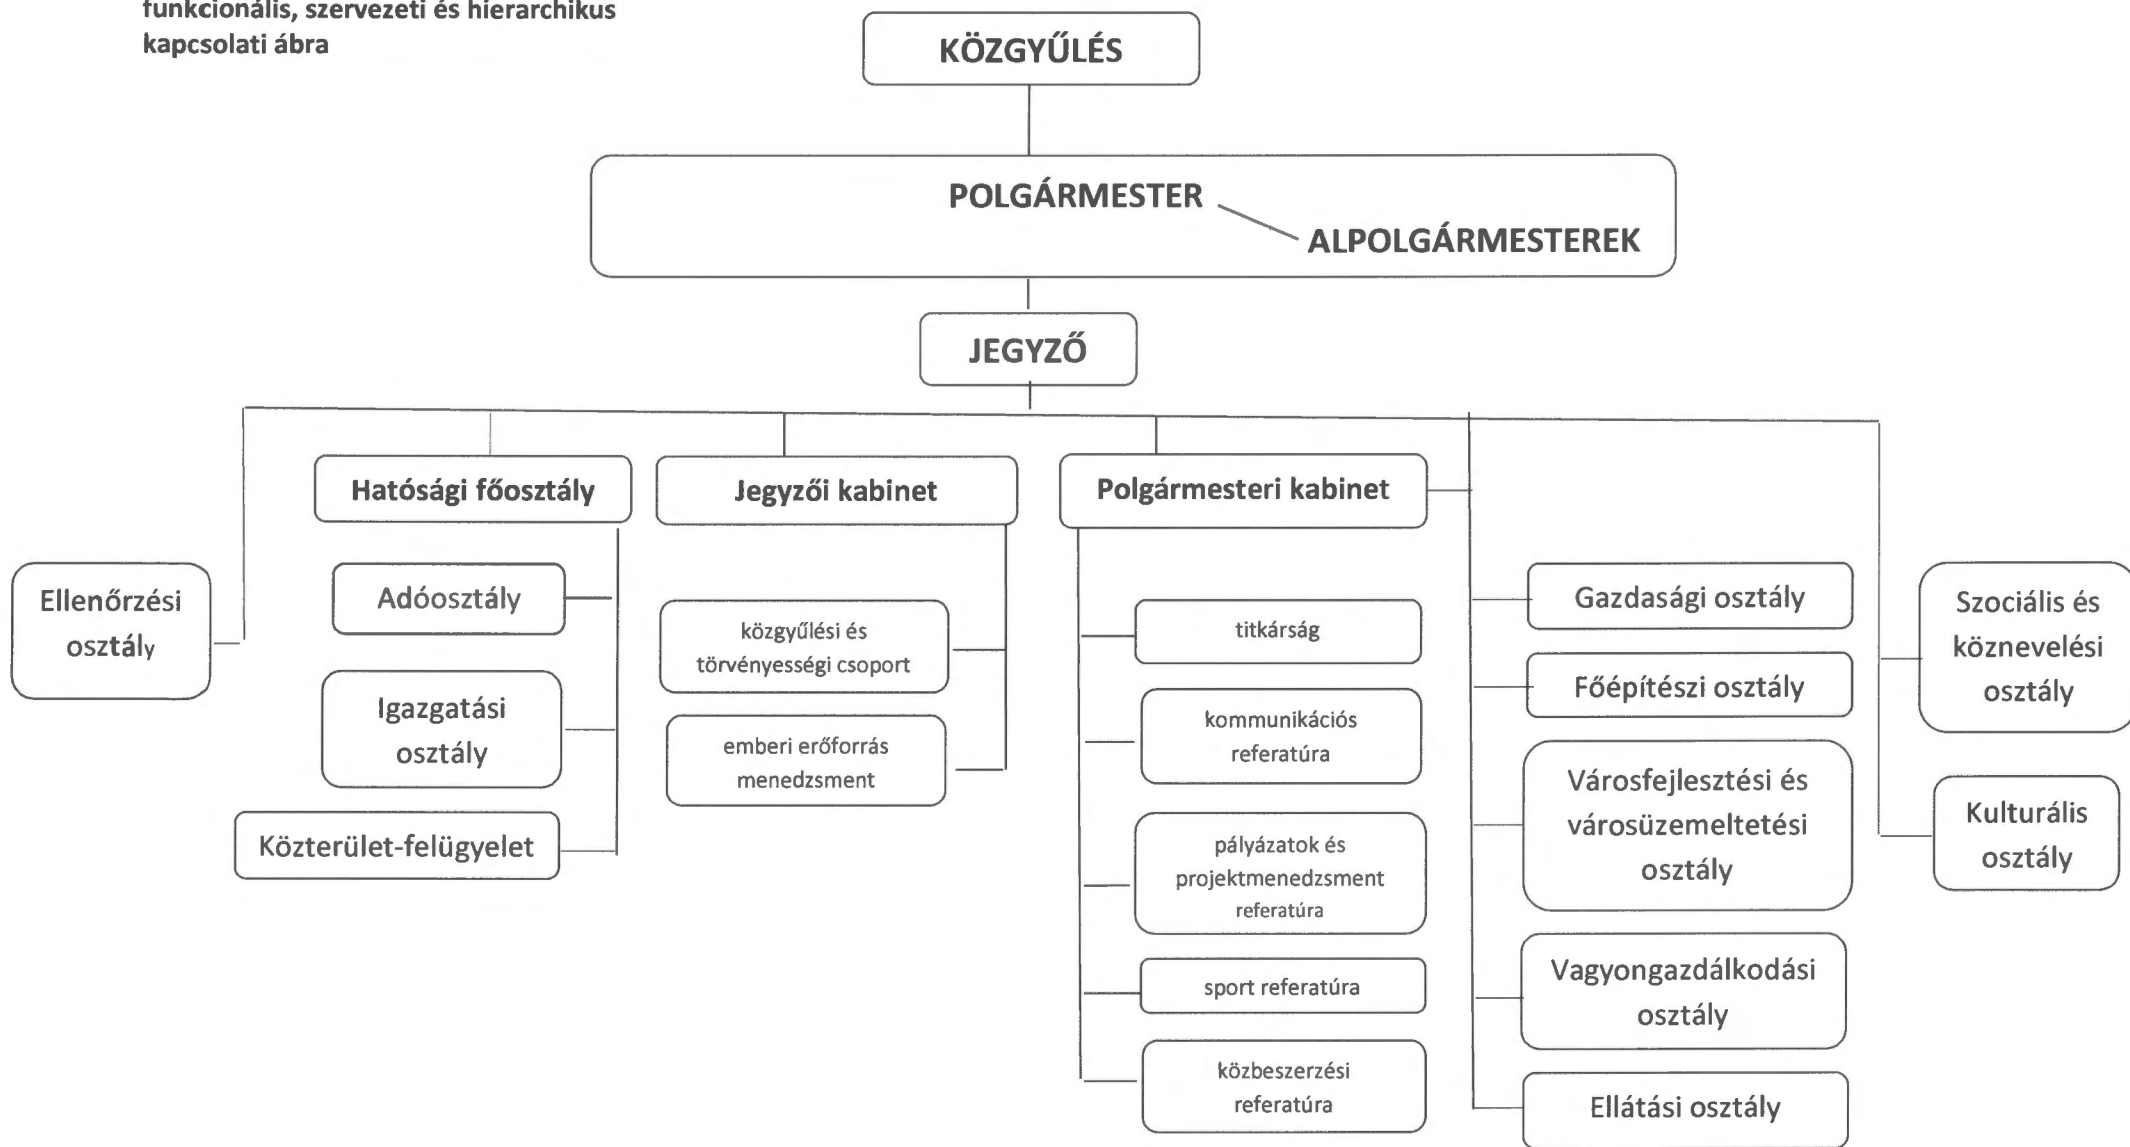 funkcionális, szervezeti és hierarchikus
kapcsolati ábra
KÖZGYŰLÉS
POLGÁRMESTER
ALPOLGÁRMESTEREK
JEGYZŐ
Hatósági főosztály
Jegyzői kabinet
Polgármesteri kabinet
Ellenőrzési
osztály
Adóosztály
Igazgatási
osztály
Közterület-felügyelet
közgyűlési és
törvényességi csoport
emberi erőforrás
menedzsment
titkárság
kommunikációs
referatúra
pályázatok és
projektmenedzsment
referatúra
sport referatúra
közbeszerzési
referatúra
Gazdasági osztály
Főépítészi osztály
Városfejlesztési és
városüzemeltetési
osztály
Vagyongazdálkodási
osztály
Ellátási osztály
Szociális és
köznevelési
osztály
Kulturális
osztály